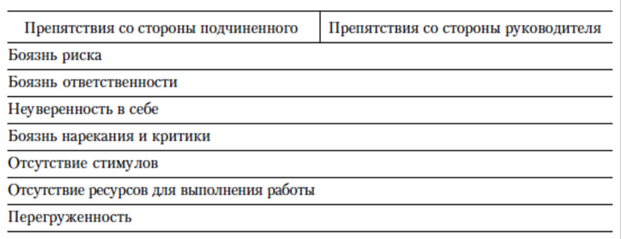 Препятствия со стороны подчиненного Препятствия со стороны руководителя
Боязнь риска
Боязнь ответственности
Неуверенность в себе
Боязнь нарекания и критики
Отсутствие стимулов
Отсутствие ресурсов для выполнения работы
Перегруженность